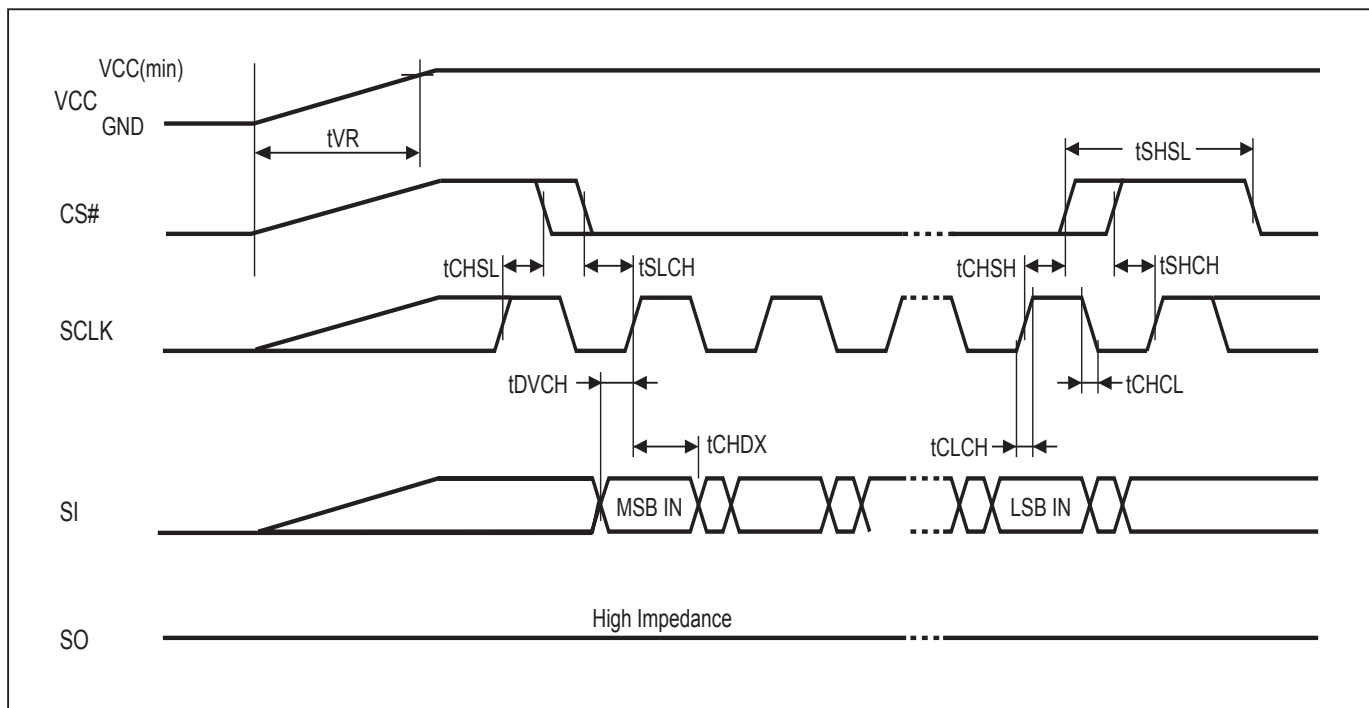 VCC(min)
VCC
GND
tVR
tSHSL
CS#
tCHSL
tSLCH
tCHSH
tSHCH
SCLK
tDVCH
tCHCL
tCHDX
tCLCH
SI
MSB IN
LSB IN
High Impedance
SO